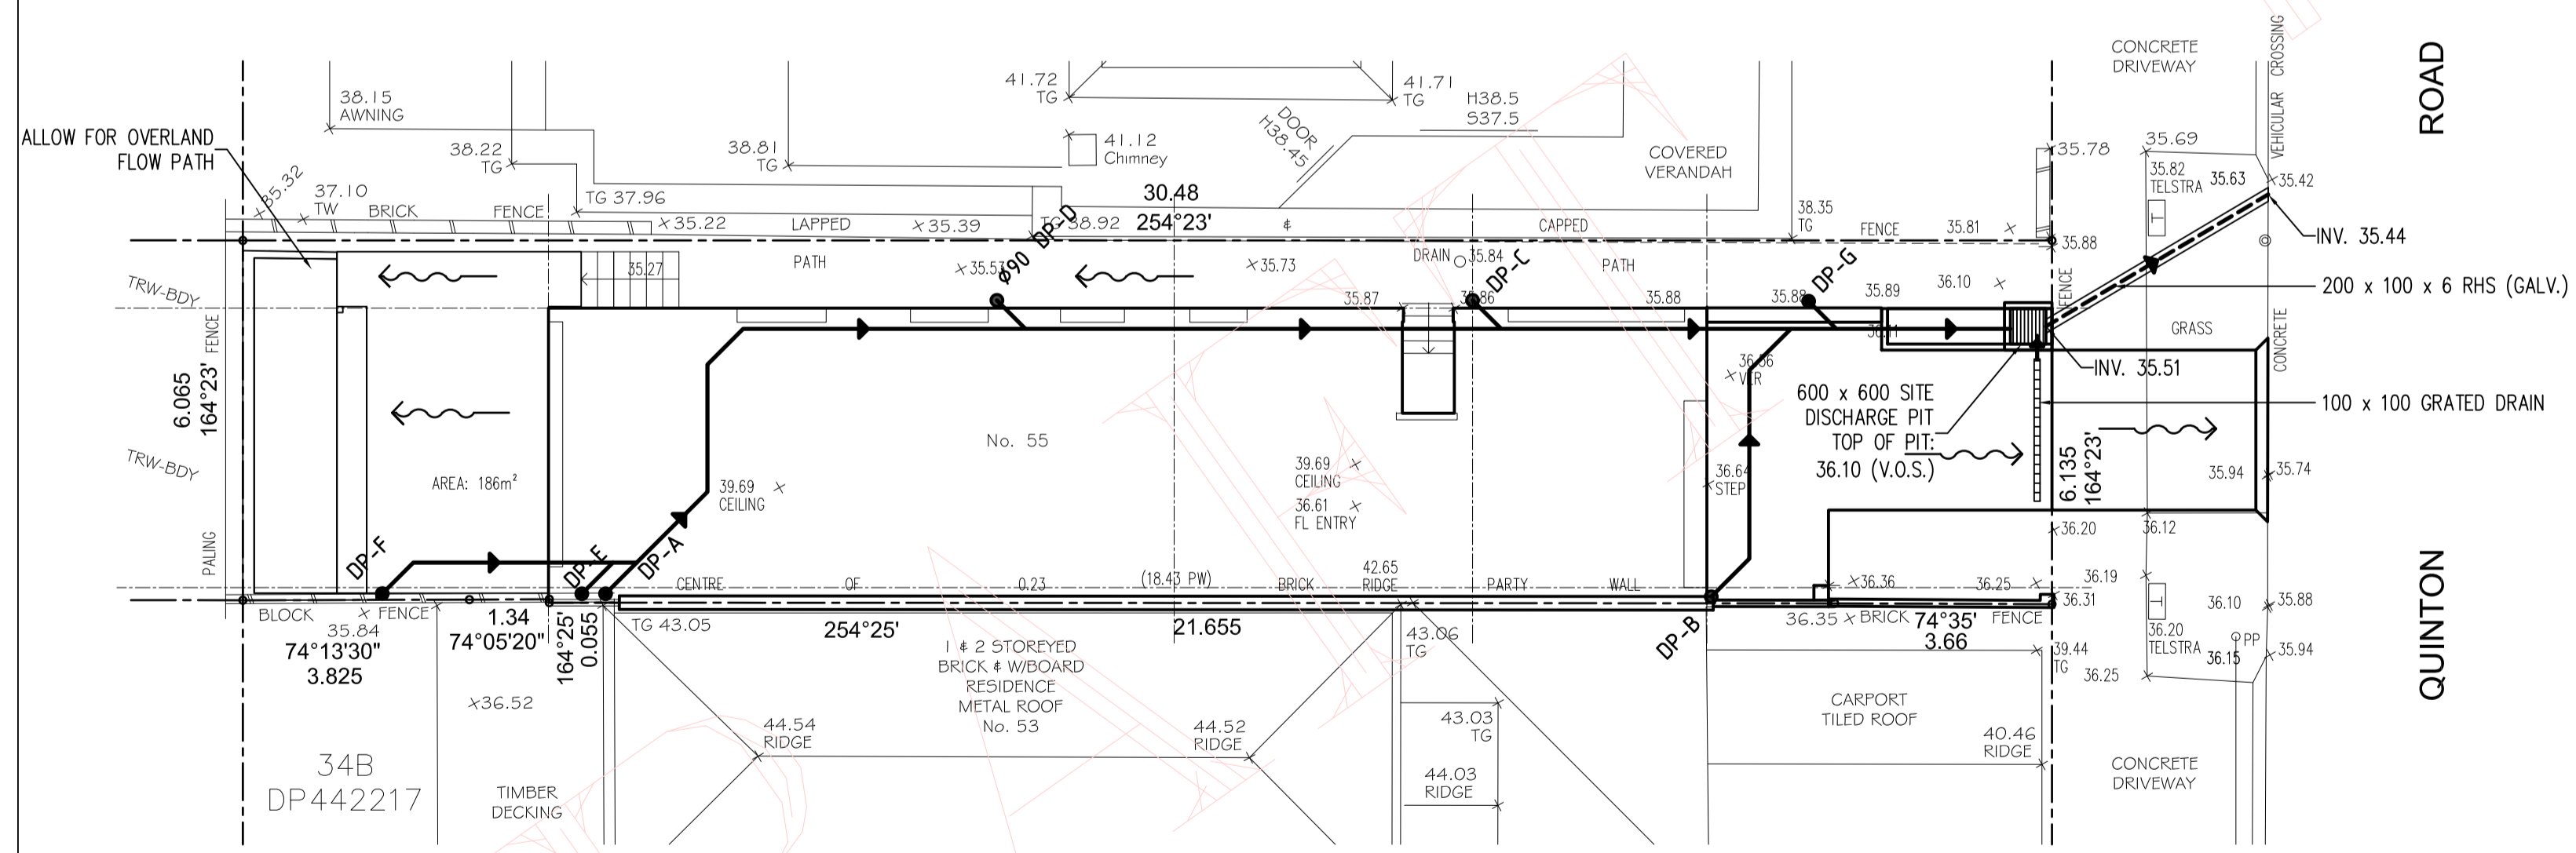 ALLOW FOR OVERLAND
FLOW PATH
38.15
AWNING
38.22
TG
38.81
TG
41.72
TG
41.12
Chimney
41.71
TG
H38.5
S37.5
DOOR
H38.45
COVERED
VERANDAH
CONCRETE
DRIVEWAY
VEHICULAR CROSSING
ROAD
35.32
37.10
TW
BRICK FENCE
TG 37.96
35.22
LAPPED
35.39
TG 38.92
30.48
254°23'
&
CAPPED
38.35
TG
FENCE
35.81
35.78
35.88
35.69
35.82
TELSTRA
35.63
35.42
T
INV. 35.44
200 x 100 x 6 RHS (GALV.)
TRW-BDY
35.27
PATH
35.53
ø90 DP-D
35.73
DRAIN
35.84
DP-C
PATH
DP-G
36.10
35.87
35.86
35.88
35.88
35.89
36.11
FENCE
GRASS
CONCRETE
FENCE
6.065
164°23'
TRW-BDY
PALING
AREA: 186m²
No. 55
39.69
CEILING
39.69
CEILING
36.61
FL ENTRY
36.56
VER
36.64
STEP
600 x 600 SITE
DISCHARGE PIT
TOP OF PIT:
36.10 (V.O.S.)
INV. 35.51
100 x 100 GRATED DRAIN
6.135
164°23'
35.94
35.74
36.20
36.12
DP-F
DP-E
DP-A
CENTRE OF 0.23 (18.43 PW) BRICK
42.65
RIDGE
PARTY WALL
36.36
36.25
36.19
36.31
36.10
35.88
T
BLOCK FENCE
35.84
74°13'30"
3.825
1.34
74°05'20"
164°25'
0.055
TG 43.05
254°25'
21.655
43.06
TG
DP-B
36.35
BRICK
74°35'
3.66
FENCE
36.20
TELSTRA
36.15
PP
35.94
39.44
TG
36.25
QUINTON
1 & 2 STOREYED
BRICK & W/BOARD
RESIDENCE
METAL ROOF
No. 53
36.52
34B
DP442217
TIMBER
DECKING
44.54
RIDGE
44.52
RIDGE
43.03
TG
44.03
RIDGE
CARPORT
TILED ROOF
40.46
RIDGE
CONCRETE
DRIVEWAY